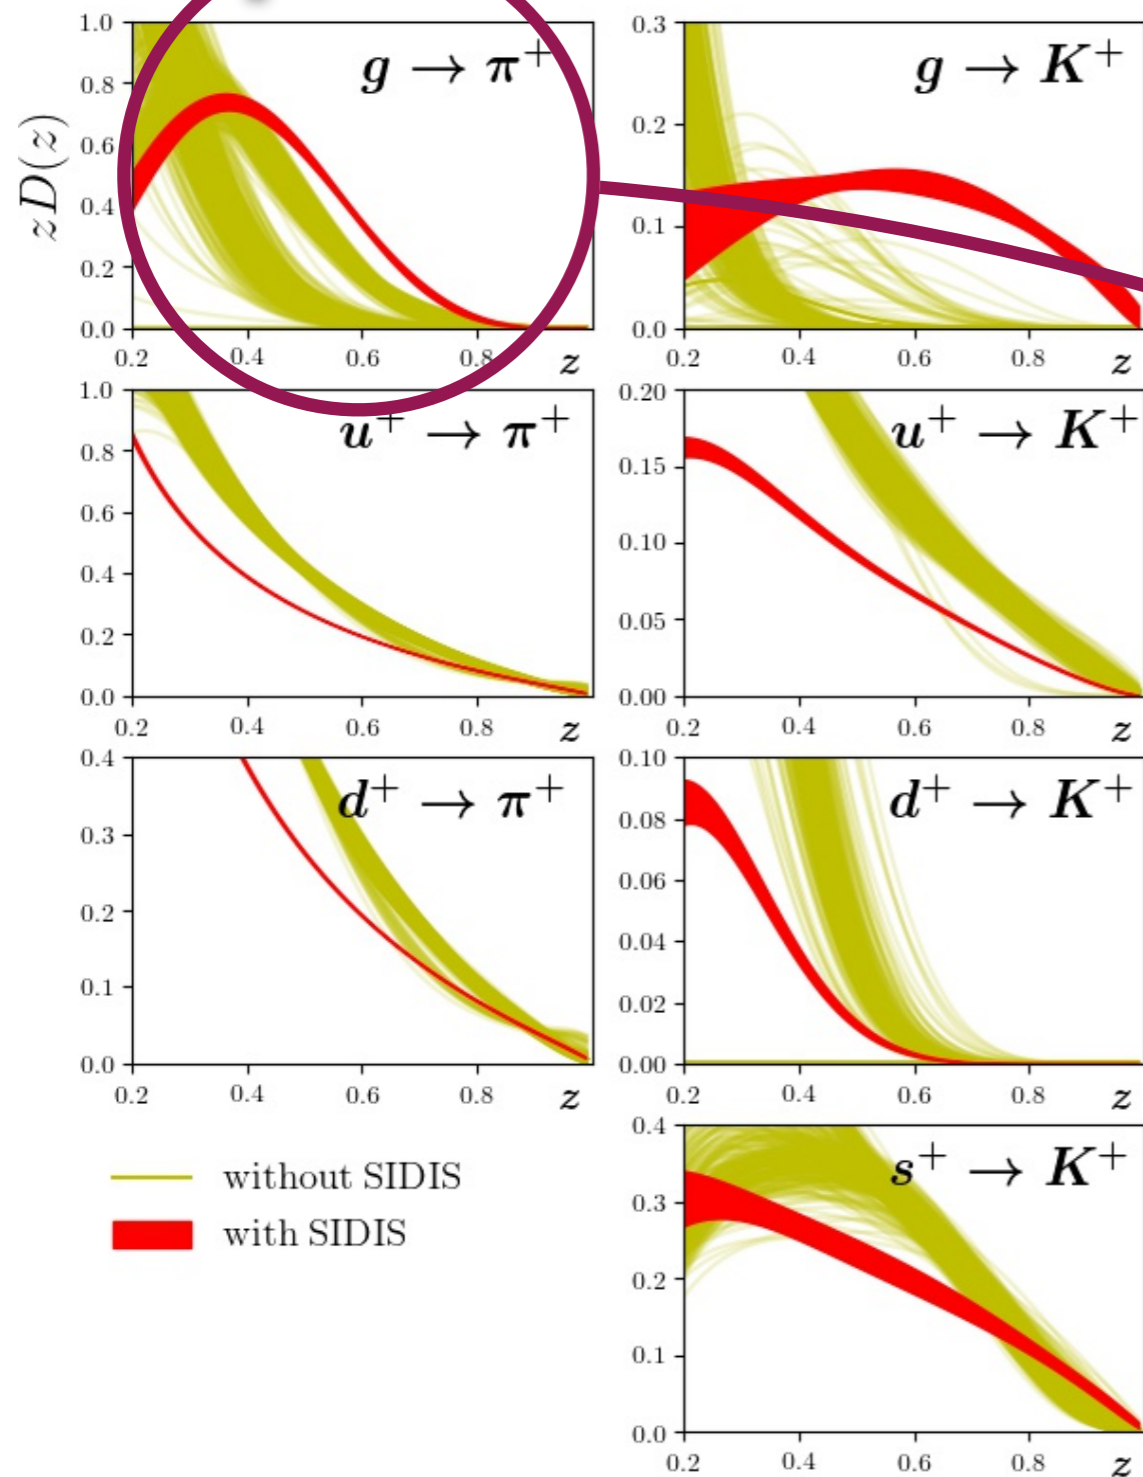 zD(z)
g → π⁺
1.0
0.8
0.6
0.4
0.2
0.0
0.2 0.4 0.6 0.8 z
g → K⁺
0.3
0.2
0.1
0.0
0.2 0.4 0.6 0.8 z
u⁺ → π⁺
1.0
0.8
0.6
0.4
0.2
0.0
0.2 0.4 0.6 0.8 z
u⁺ → K⁺
0.20
0.15
0.10
0.05
0.00
0.2 0.4 0.6 0.8 z
d⁺ → π⁺
0.4
0.3
0.2
0.1
0.0
0.2 0.4 0.6 0.8 z
d⁺ → K⁺
0.10
0.08
0.06
0.04
0.02
0.00
0.2 0.4 0.6 0.8 z
without SIDIS
with SIDIS
s⁺ → K⁺
0.4
0.3
0.2
0.1
0.0
0.2 0.4 0.6 0.8 z